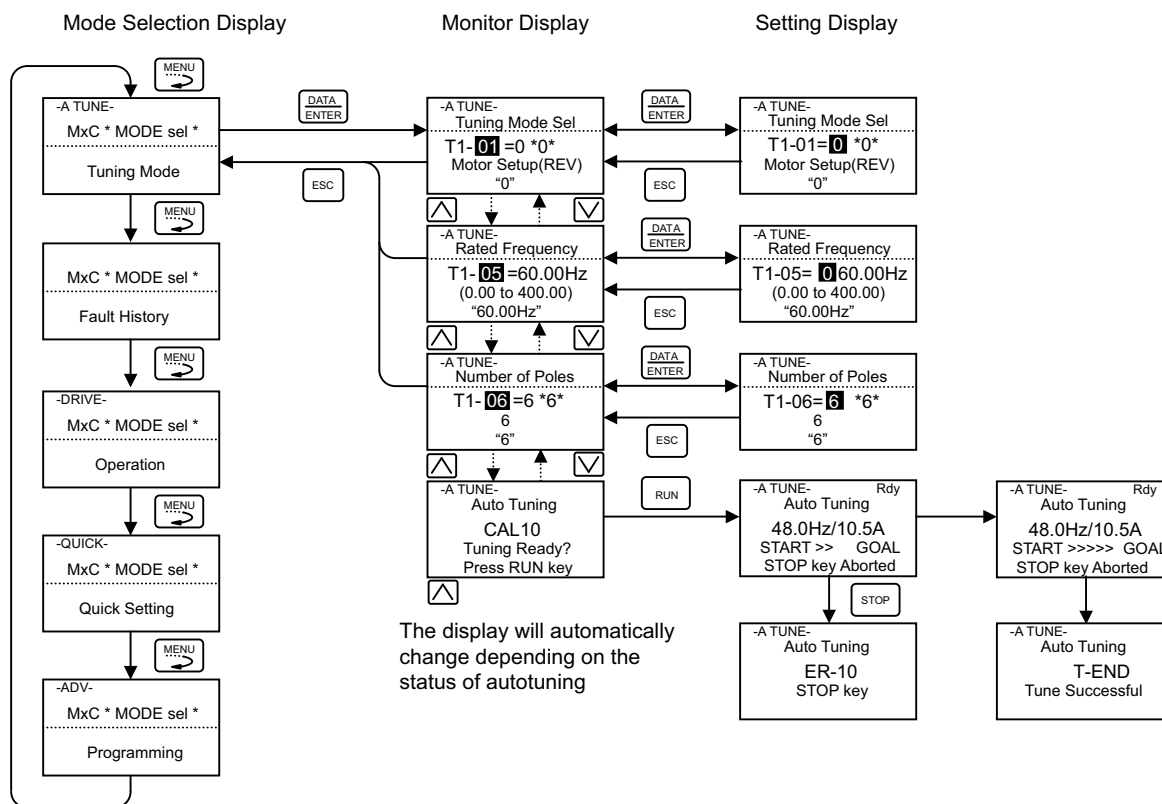 Mode Selection Display
Monitor Display
Setting Display
MENU
-A TUNE-
MxC * MODE sel *
Tuning Mode
MENU
MxC * MODE sel *
Fault History
MENU
-DRIVE-
MxC * MODE sel *
Operation
MENU
-QUICK-
MxC * MODE sel *
Quick Setting
MENU
-ADV-
MxC * MODE sel *
Programming
DATA
ENTER
ESC
-A TUNE-
Tuning Mode Sel
T1-01 =0 *0*
Motor Setup(REV)
“0”
DATA
ENTER
ESC
-A TUNE-
Tuning Mode Sel
T1-01=0 *0*
Motor Setup(REV)
“0”
-A TUNE-
Rated Frequency
T1- 05 =60.00Hz
(0.00 to 400.00)
“60.00Hz”
DATA
ENTER
ESC
-A TUNE-
Rated Frequency
T1-05= 060.00Hz
(0.00 to 400.00)
“60.00Hz”
-A TUNE-
Number of Poles
T1- 06 =6 *6*
6
“6”
DATA
ENTER
ESC
-A TUNE-
Number of Poles
T1-06= 6 *6*
6
“6”
-A TUNE-
Auto Tuning
CAL10
Tuning Ready?
Press RUN key
RUN
-A TUNE- Rdy
Auto Tuning
48.0Hz/10.5A
START >> GOAL
STOP key Aborted
-A TUNE- Rdy
Auto Tuning
48.0Hz/10.5A
START >>>>> GOAL
STOP key Aborted
The display will automatically
change depending on the
status of autotuning
STOP
-A TUNE-
Auto Tuning
ER-10
STOP key
-A TUNE-
Auto Tuning
T-END
Tune Successful